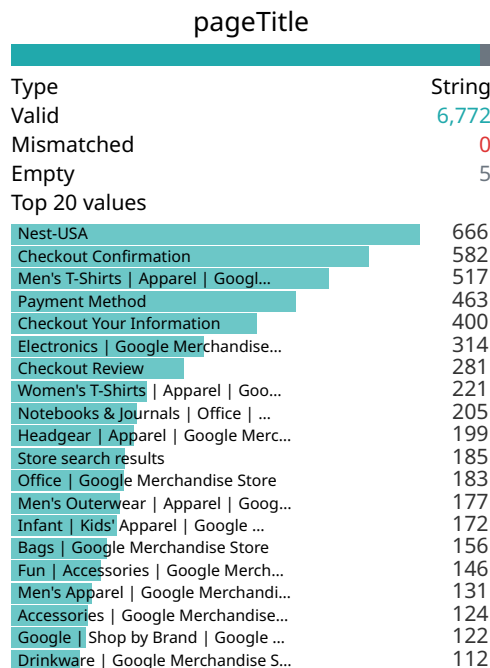 pageTitle
Type String
Valid 6,772
Mismatched 0
Empty 5
Top 20 values
Nest-USA 666
Checkout Confirmation 582
Men's T-Shirts | Apparel | Googl... 517
Payment Method 463
Checkout Your Information 400
Electronics | Google Merchandise... 314
Checkout Review 281
Women's T-Shirts | Apparel | Goo... 221
Notebooks & Journals | Office | ... 205
Headgear | Apparel | Google Merc... 199
Store search results 185
Office | Google Merchandise Store 183
Men's Outerwear | Apparel | Goog... 177
Infant | Kids' Apparel | Google ... 172
Bags | Google Merchandise Store 156
Fun | Accessories | Google Merch... 146
Men's Apparel | Google Merchandi... 131
Accessories | Google Merchandise... 124
Google | Shop by Brand | Google ... 122
Drinkware | Google Merchandise S... 112